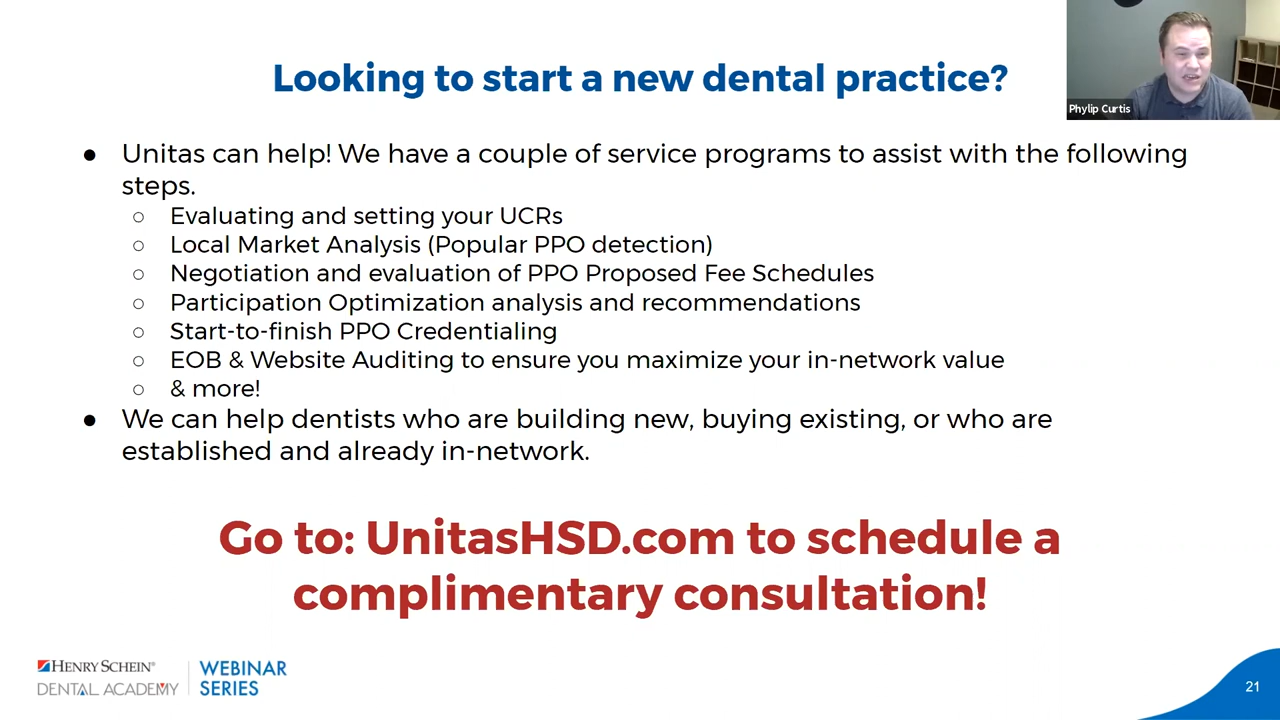 Looking to start a new dental practice?
Phylip Curtis
● Unitas can help! We have a couple of service programs to assist with the following
steps.
○ Evaluating and setting your UCRs
○ Local Market Analysis (Popular PPO detection)
○ Negotiation and evaluation of PPO Proposed Fee Schedules
○ Participation Optimization analysis and recommendations
○ Start-to-finish PPO Credentialing
○ EOB & Website Auditing to ensure you maximize your in-network value
○ & more!
● We can help dentists who are building new, buying existing, or who are
established and already in-network.
Go to: UnitasHSD.com to schedule a
complimentary consultation!
HENRY SCHEIN®
DENTAL ACADEMY
WEBINAR
SERIES
21